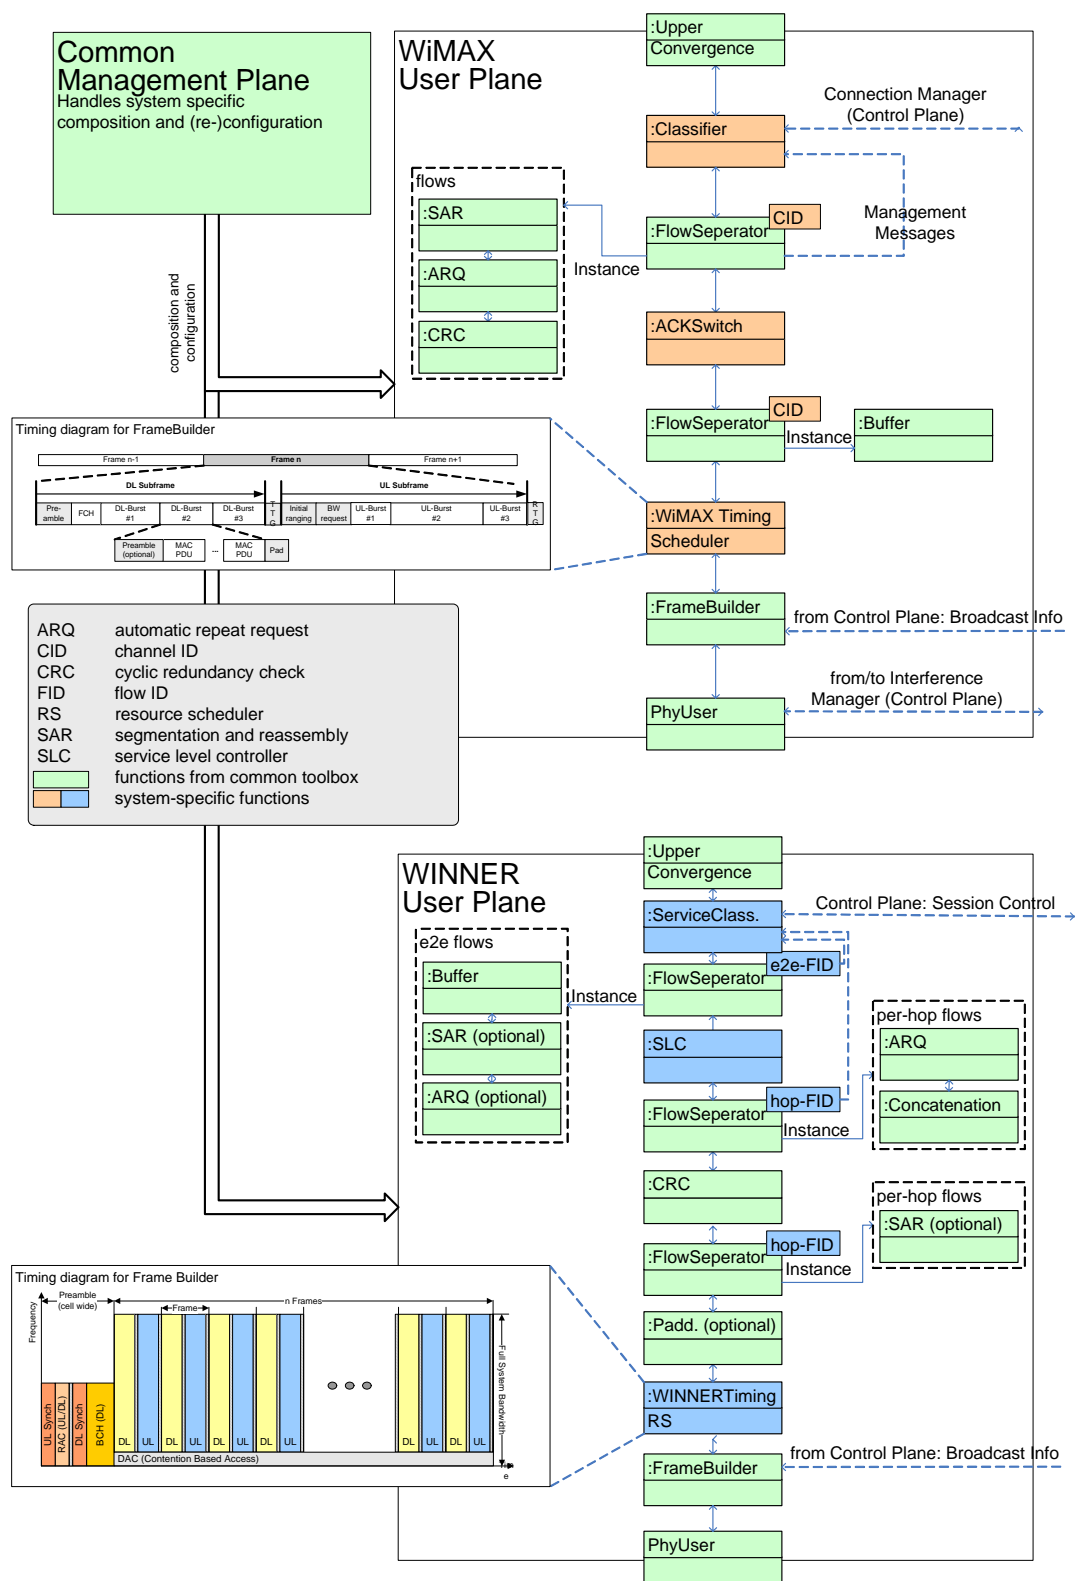 Common
Management Plane
Handles system specific
composition and (re-)configuration
composition and
configuration
WiMAX
User Plane
:Upper
Convergence
Connection Manager
(Control Plane)
:Classifier
flows
:SAR
:ARQ
:CRC
CID
:FlowSeperator
Instance
Management
Messages
:ACKSwitch
CID
:FlowSeperator
Instance
:Buffer
:WiMAX Timing
Scheduler
:FrameBuilder
from Control Plane: Broadcast Info
from/to Interference
Manager (Control Plane)
PhyUser
Timing diagram for FrameBuilder
Frame n-1
Frame n
Frame n+1
DL Subframe
UL Subframe
Pre-
amble
FCH
DL-Burst
#1
DL-Burst
#2
DL-Burst
#3
T
T
G
Initial
ranging
BW
request
UL-Burst
#1
UL-Burst
#2
UL-Burst
#3
R
T
G
Preamble
(optional)
MAC
PDU
...
MAC
PDU
Pad
ARQ automatic repeat request
CID channel ID
CRC cyclic redundancy check
FID flow ID
RS resource scheduler
SAR segmentation and reassembly
SLC service level controller
functions from common toolbox
system-specific functions
WINNER
User Plane
:Upper
Convergence
Control Plane: Session Control
:ServiceClass.
e2e flows
:Buffer
:SAR (optional)
:ARQ (optional)
e2e-FID
:FlowSeperator
Instance
:SLC
hop-FID
:FlowSeperator
Instance
per-hop flows
:ARQ
:Concatenation
:CRC
hop-FID
:FlowSeperator
Instance
per-hop flows
:SAR (optional)
:Padd. (optional)
:WINNERTiming
RS
:FrameBuilder
from Control Plane: Broadcast Info
PhyUser
Timing diagram for Frame Builder
Preamble
(cell wide)
n Frames
Frame
Frequency
Full System Bandwidth
UL Synch
RAC (UL/DL)
DL Synch
BCH (DL)
DL UL DL UL DL UL DL UL DL UL DL UL
DAC (Contention Based Access)
e